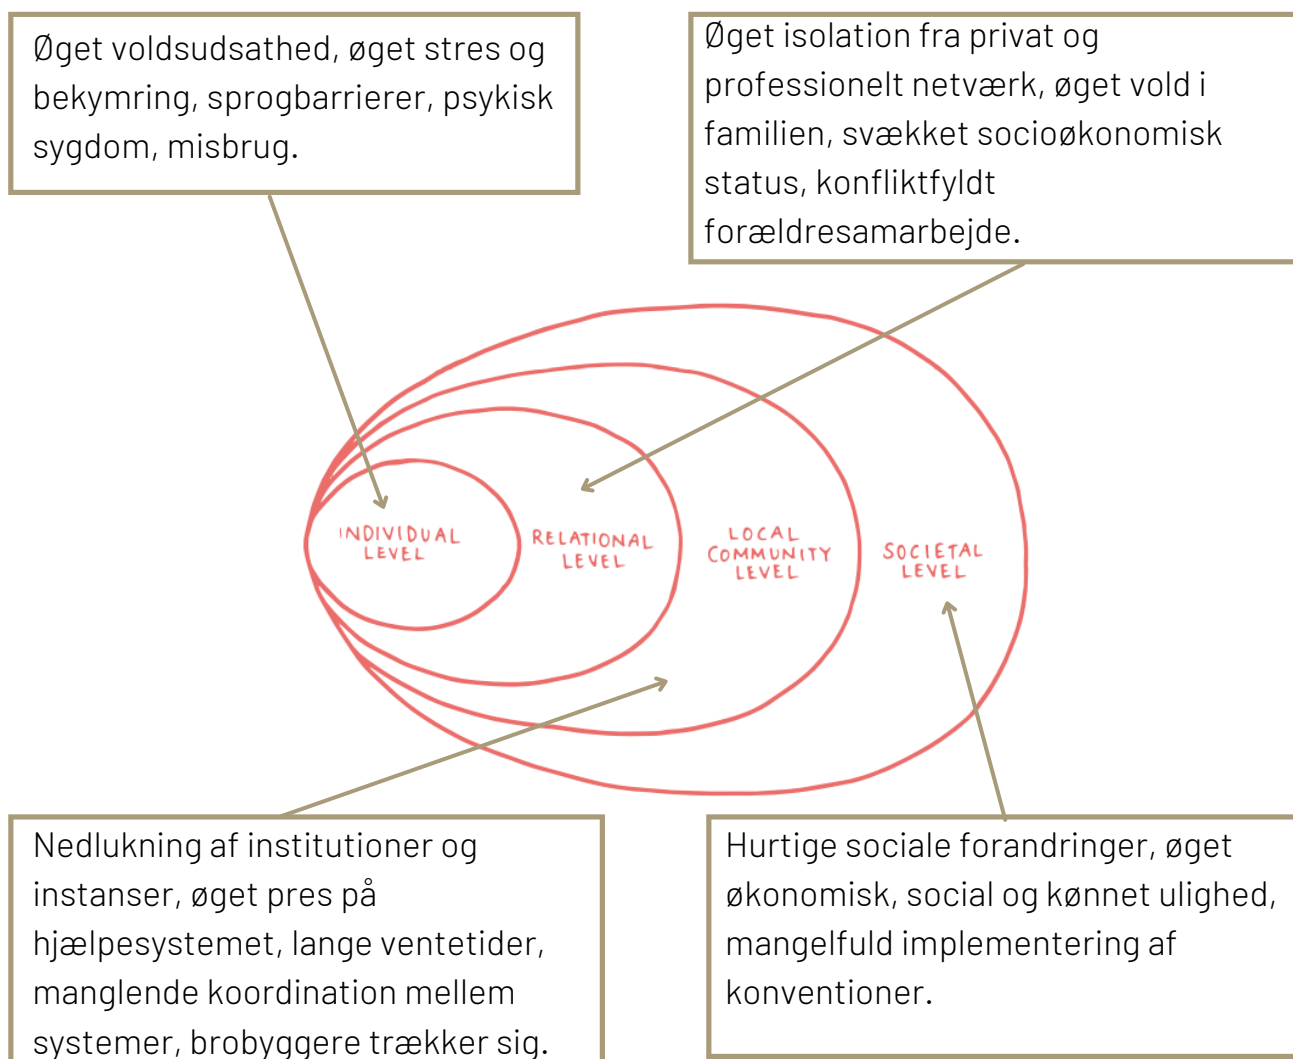 Øget voldsudsathed, øget stres og
bekymring, sprogbarrierer, psykisk
sygdom, misbrug.
Øget isolation fra privat og
professionelt netværk, øget vold i
familien, svækket socioøkonomisk
status, konfliktfyldt
forældresamarbejde.
INDIVIDUAL
LEVEL
RELATIONAL
LEVEL
LOCAL
COMMUNITY
LEVEL
SOCIETAL
LEVEL
Nedlukning af institutioner og
instanser, øget pres på
hjælpesystemet, lange ventetider,
manglende koordination mellem
systemer, brobyggere trækker sig.
Hurtige sociale forandringer, øget
økonomisk, social og kønnet ulighed,
mangelfuld implementering af
konventioner.